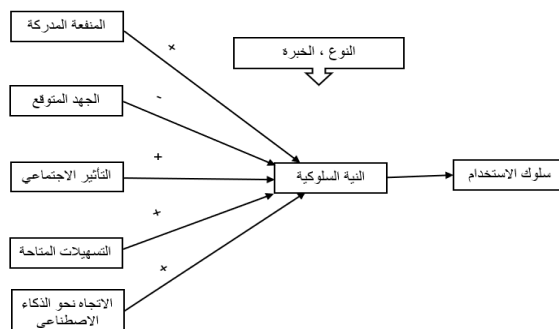 المنفعة المدركة
+
النوع ، الخبرة
الجهد المتوقع
-
التأثير الاجتماعي
+
النية السلوكية
سلوك الاستخدام
التسهيلات المتاحة
+
الاتجاه نحو الذكاء
الاصطناعي
+